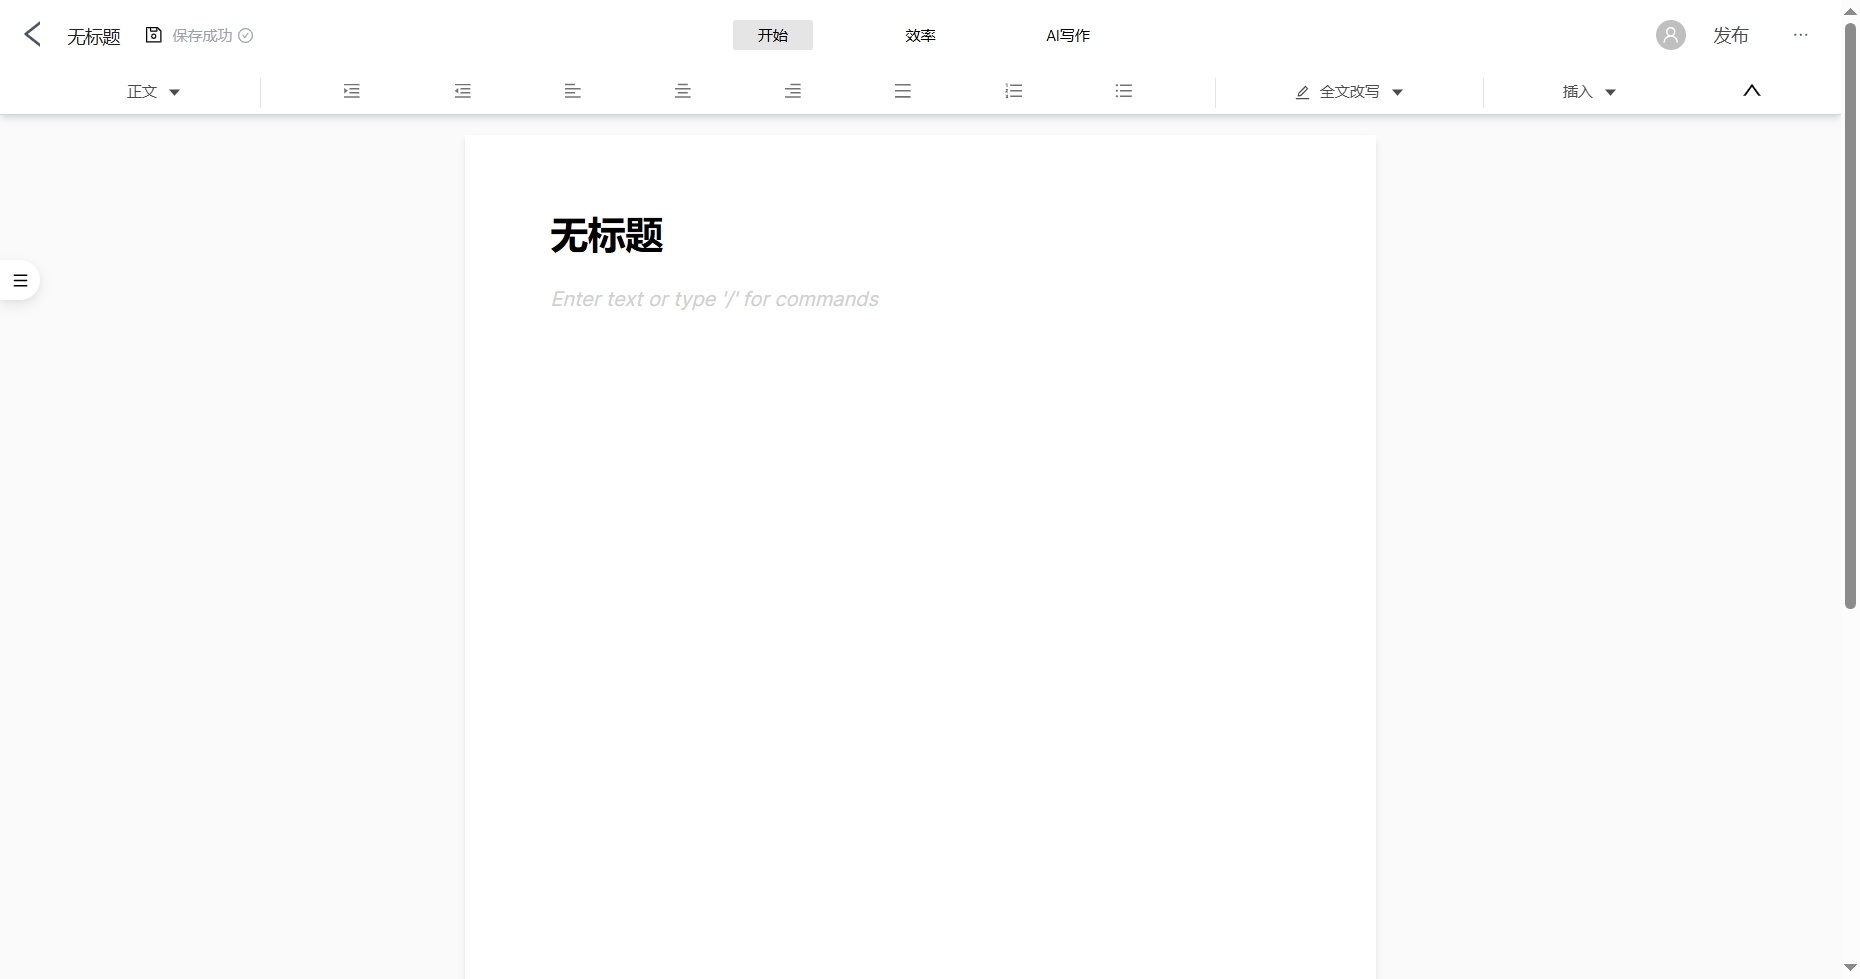 无标题 保存成功 开始 效率 AI写作 发布 ...
正文 全文改写 插入
无标题
Enter text or type '/' for commands